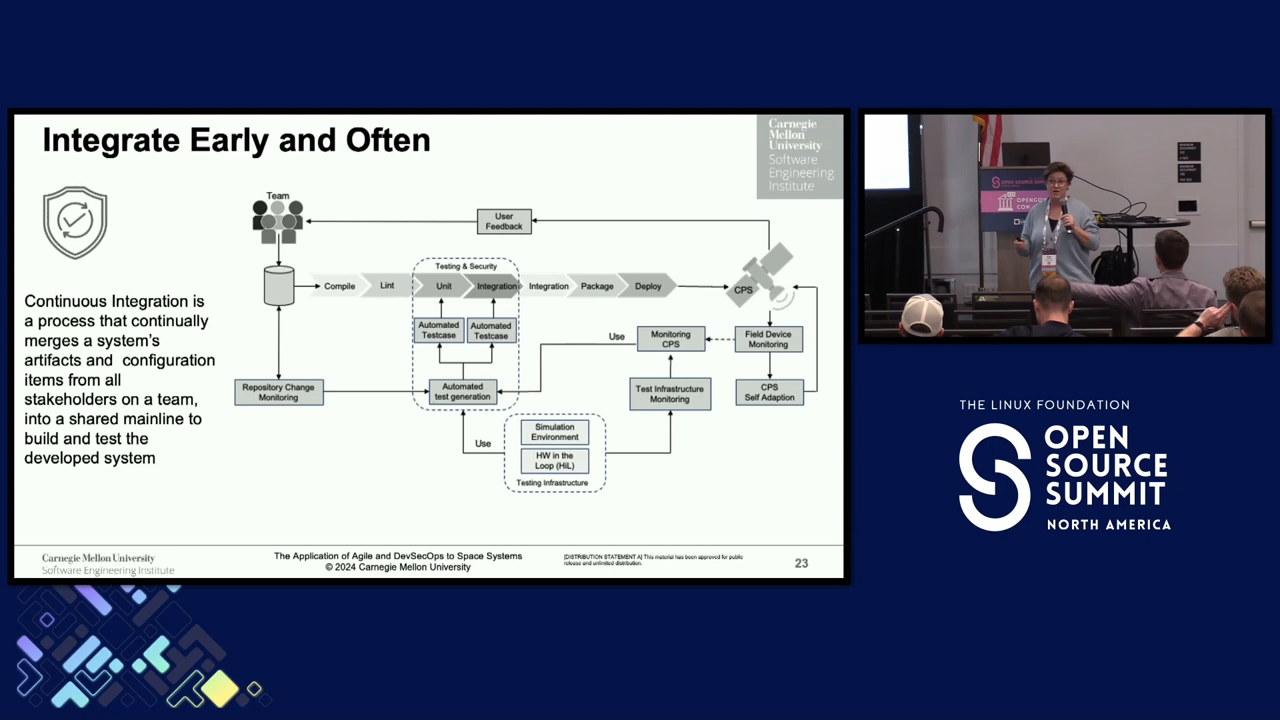 Integrate Early and Often
Carnegie
Mellon
University
Software
Engineering
Institute
Team
User
Feedback
Testing & Security
Compile
Lint
Unit
Integration
Integration
Package
Deploy
CPS
Automated
Testcase
Automated
Testcase
Use
Monitoring
CPS
Field Device
Monitoring
Repository Change
Monitoring
Automated
test generation
Test Infrastructure
Monitoring
CPS
Self Adaption
Use
Simulation
Environment
HW in the
Loop (HiL)
Testing Infrastructure
Continuous Integration is
a process that continually
merges a system's
artifacts and configuration
items from all
stakeholders on a team,
into a shared mainline to
build and test the
developed system
Carnegie Mellon University
Software Engineering Institute
The Application of Agile and DevSecOps to Space Systems
© 2024 Carnegie Mellon University
[DISTRIBUTION STATEMENT A] This material has been approved for public
release and unlimited distribution.
23
OPEN SOURCE SUMMIT
THE LINUX FOUNDATION
OPEN
SOURCE
SUMMIT
NORTH AMERICA